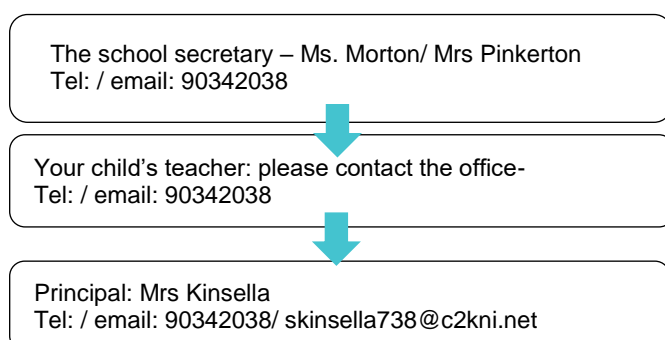 The school secretary – Ms. Morton/ Mrs Pinkerton
Tel: / email: 90342038
Your child’s teacher: please contact the office-
Tel: / email: 90342038
Principal: Mrs Kinsella
Tel: / email: 90342038/ skinsella738@c2kni.net